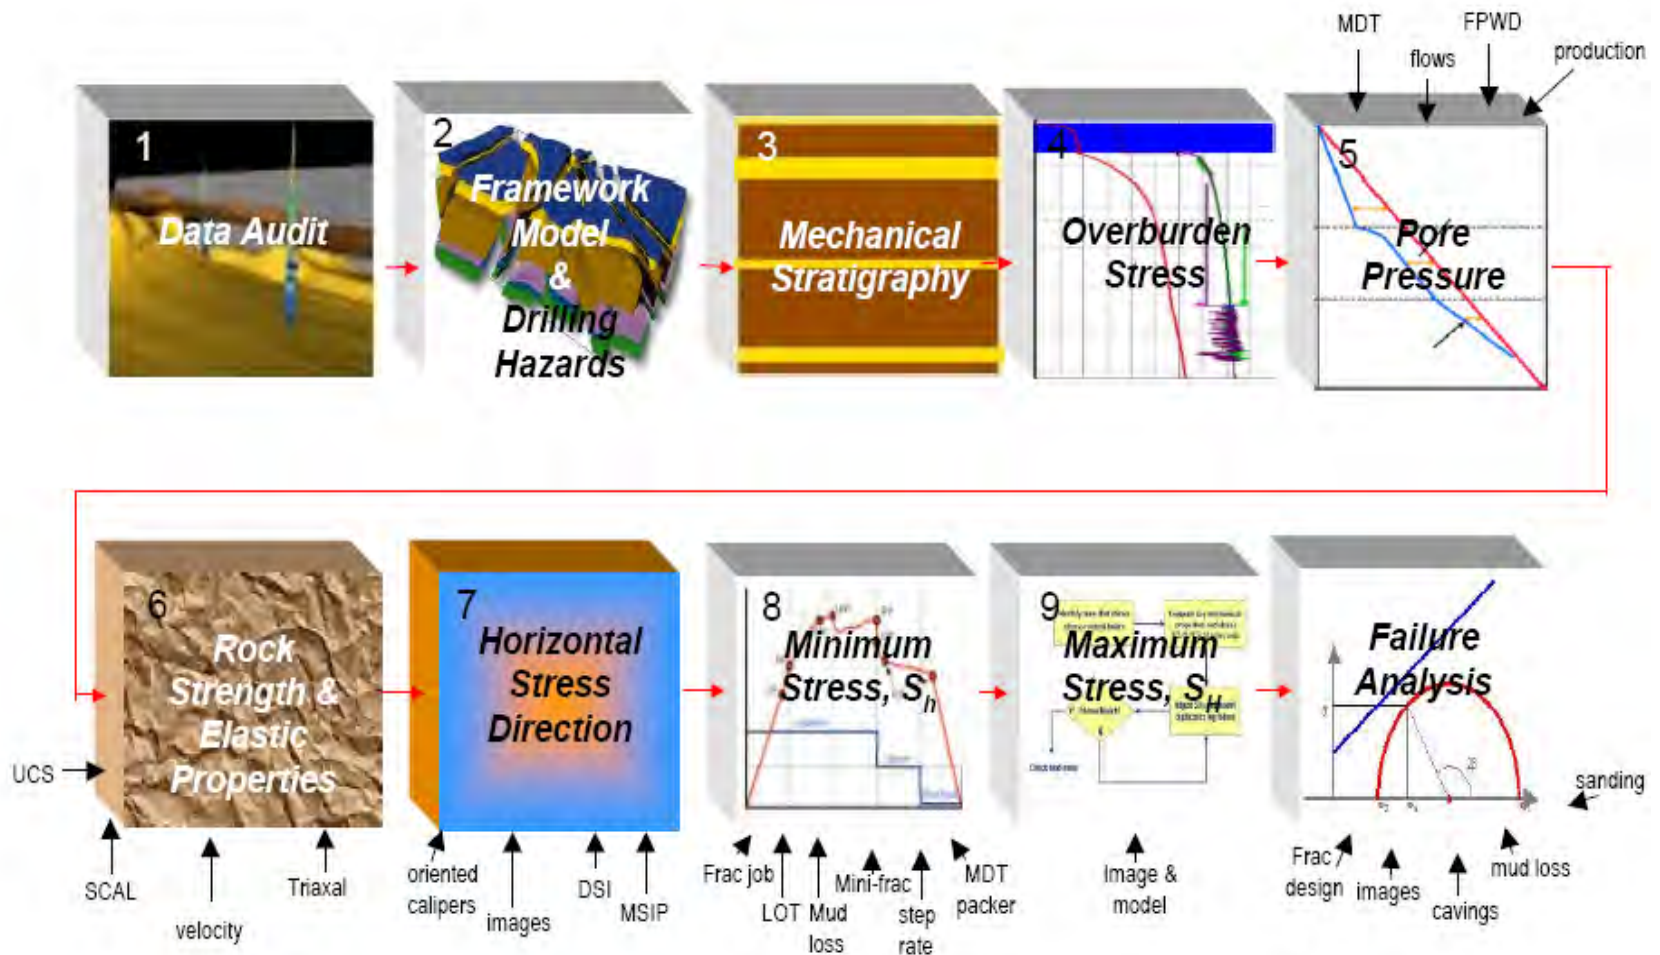 MDT
FPWD
flows
production
1
Data Audit
2
Framework
Model
&
Drilling
Hazards
3
Mechanical
Stratigraphy
4
Overburden
Stress
5
Pore
Pressure
6
Rock
Strength &
Elastic
Properties
UCS
SCAL
velocity
Triaxal
7
Horizontal
Stress
Direction
oriented
calipers
images
DSI
MSIP
8
Minimum
Stress, Sh
Frac job
LOT
Mud
loss
Mini-frac
step
rate
MDT
packer
9
Maximum
Stress, SH
Image &
model
Failure
Analysis
sanding
Frac
design
images
cavings
mud loss